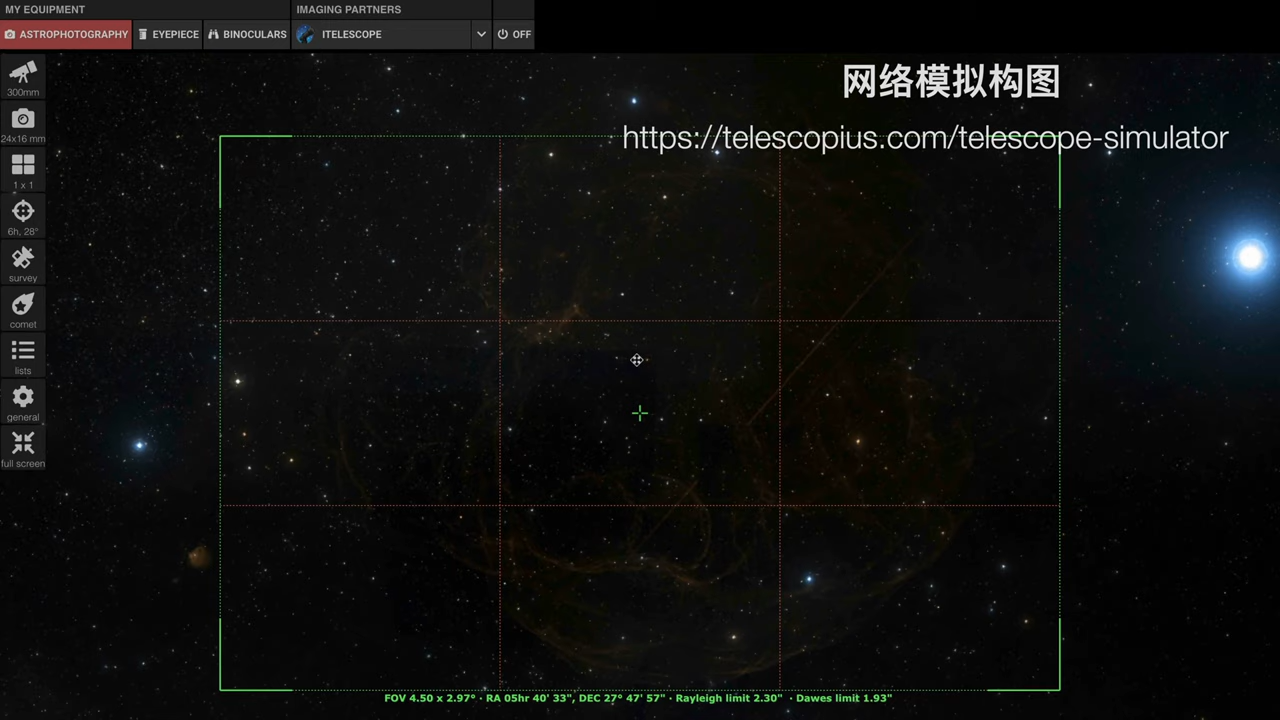 MY EQUIPMENT
IMAGING PARTNERS
ASTROPHOTOGRAPHY
EYEPIECE
BINOCULARS
ITELESCOPE
OFF
网络模拟构图
https://telescopius.com/telescope-simulator
300mm
24x16 mm
1 x 1
6h, 28°
survey
comet
lists
general
full screen
FOV 4.50 x 2.97° · RA 05hr 40' 33", DEC 27° 47' 57" · Rayleigh limit 2.30" · Dawes limit 1.93"